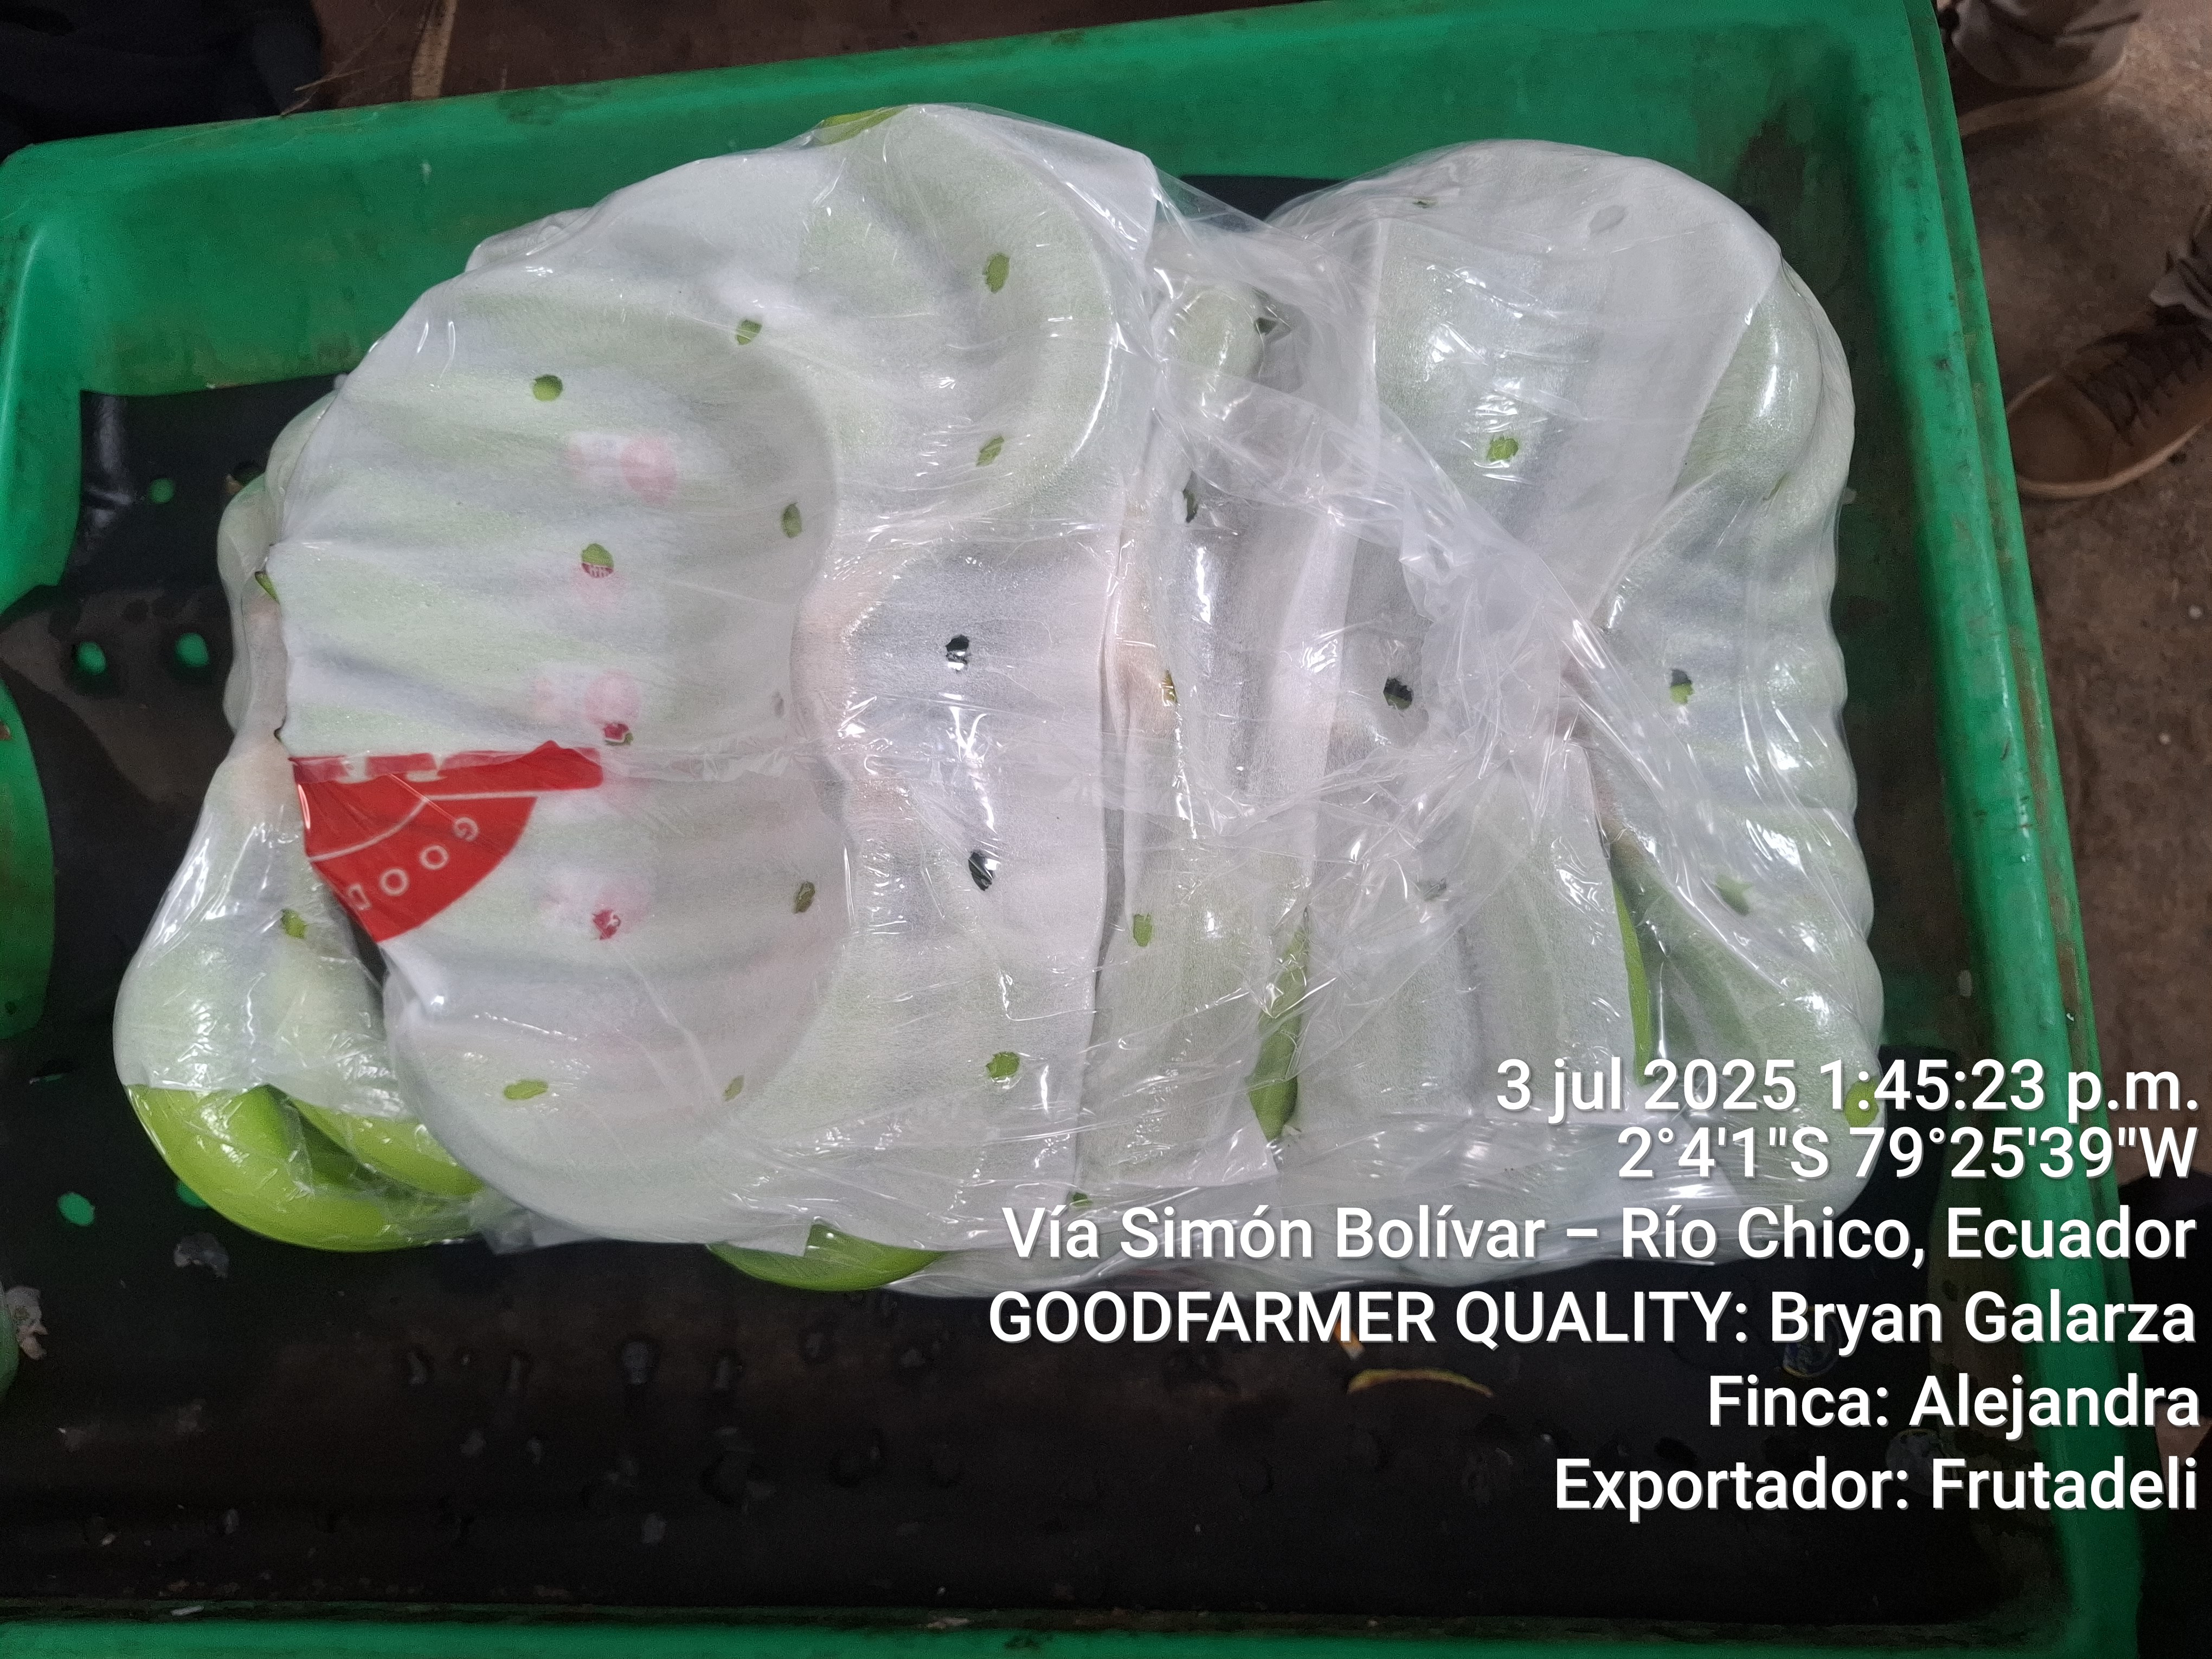 GOOD
3 jul 2025 1:45:23 p.m.
2°4'1"S 79°25'39"W
Vía Simón Bolívar – Río Chico, Ecuador
GOODFARMER QUALITY: Bryan Galarza
Finca: Alejandra
Exportador: Frutadeli